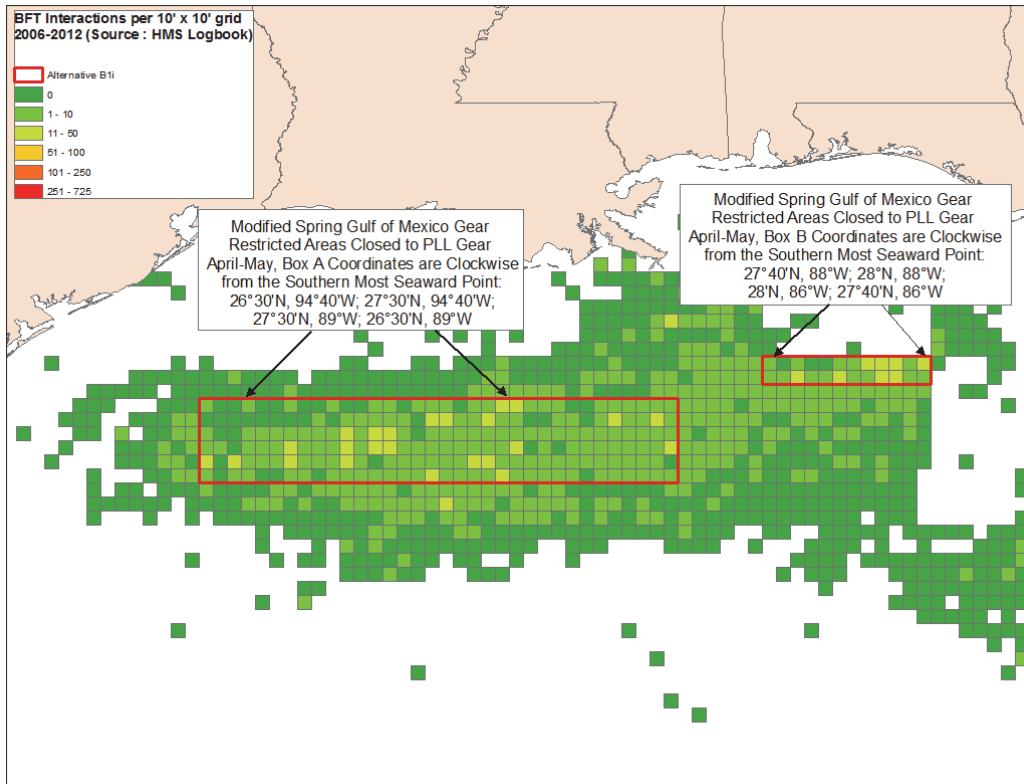 BFT Interactions per 10' x 10' grid
2006-2012 (Source : HMS Logbook)
Alternative B1i
0
1 - 10
11 - 50
51 - 100
101 - 250
251 - 725
Modified Spring Gulf of Mexico Gear
Restricted Areas Closed to PLL Gear
April-May, Box A Coordinates are Clockwise
from the Southern Most Seaward Point:
26°30'N, 94°40'W; 27°30'N, 94°40'W;
27°30'N, 89°W; 26°30'N, 89°W
Modified Spring Gulf of Mexico Gear
Restricted Areas Closed to PLL Gear
April-May, Box B Coordinates are Clockwise
from the Southern Most Seaward Point:
27°40'N, 88°W; 28°N, 88°W;
28°N, 86°W; 27°40'N, 86°W